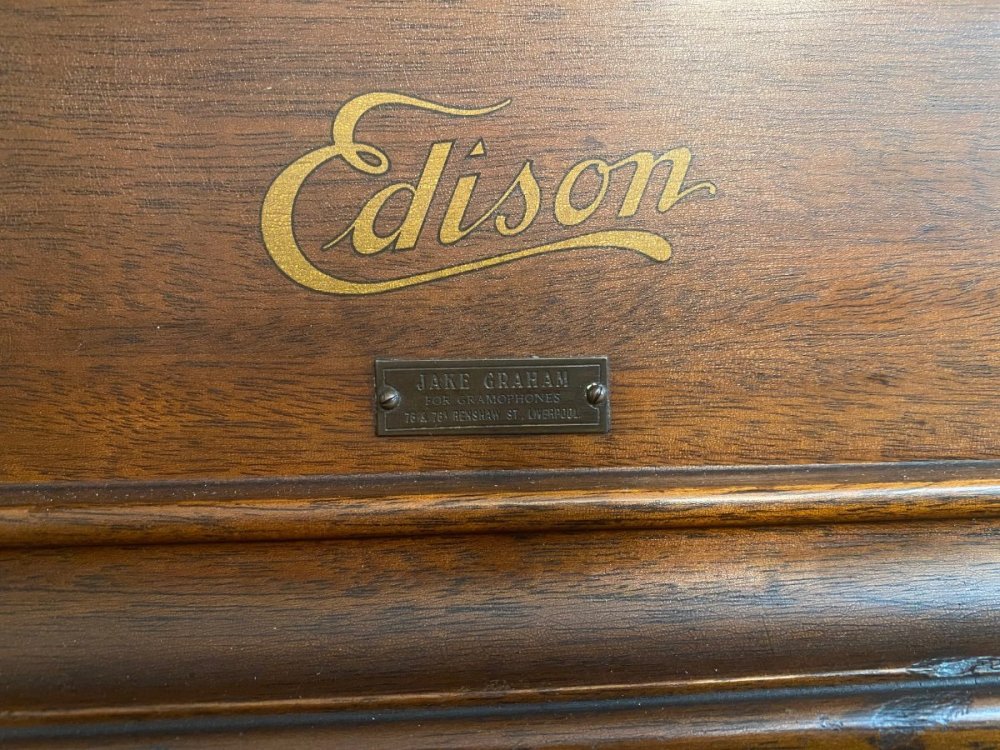 Edison
JAKE GRAHAM
FOR GRAMOPHONES
76 & 76A RENSHAW ST., LIVERPOOL.